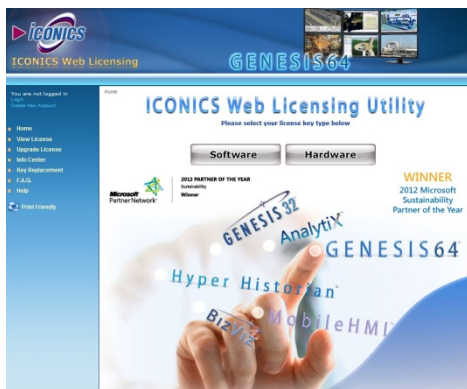 ICONICS
ICONICS Web Licensing
GENESIS64
You are not logged in
Login
Create New Account
Home
View License
Upgrade License
Info Center
Key Replacement
F.A.Q.
Help
Print Friendly
Home
ICONICS Web Licensing Utility
Please select your license key type below
Software
Hardware
Microsoft
Partner Network
2012 PARTNER OF THE YEAR
Sustainability
Winner
WINNER
2012 Microsoft
Sustainability
Partner of the Year
GENESIS32
AnalytiX
GENESIS64
Hyper Historian
BizViz
MobileHMI